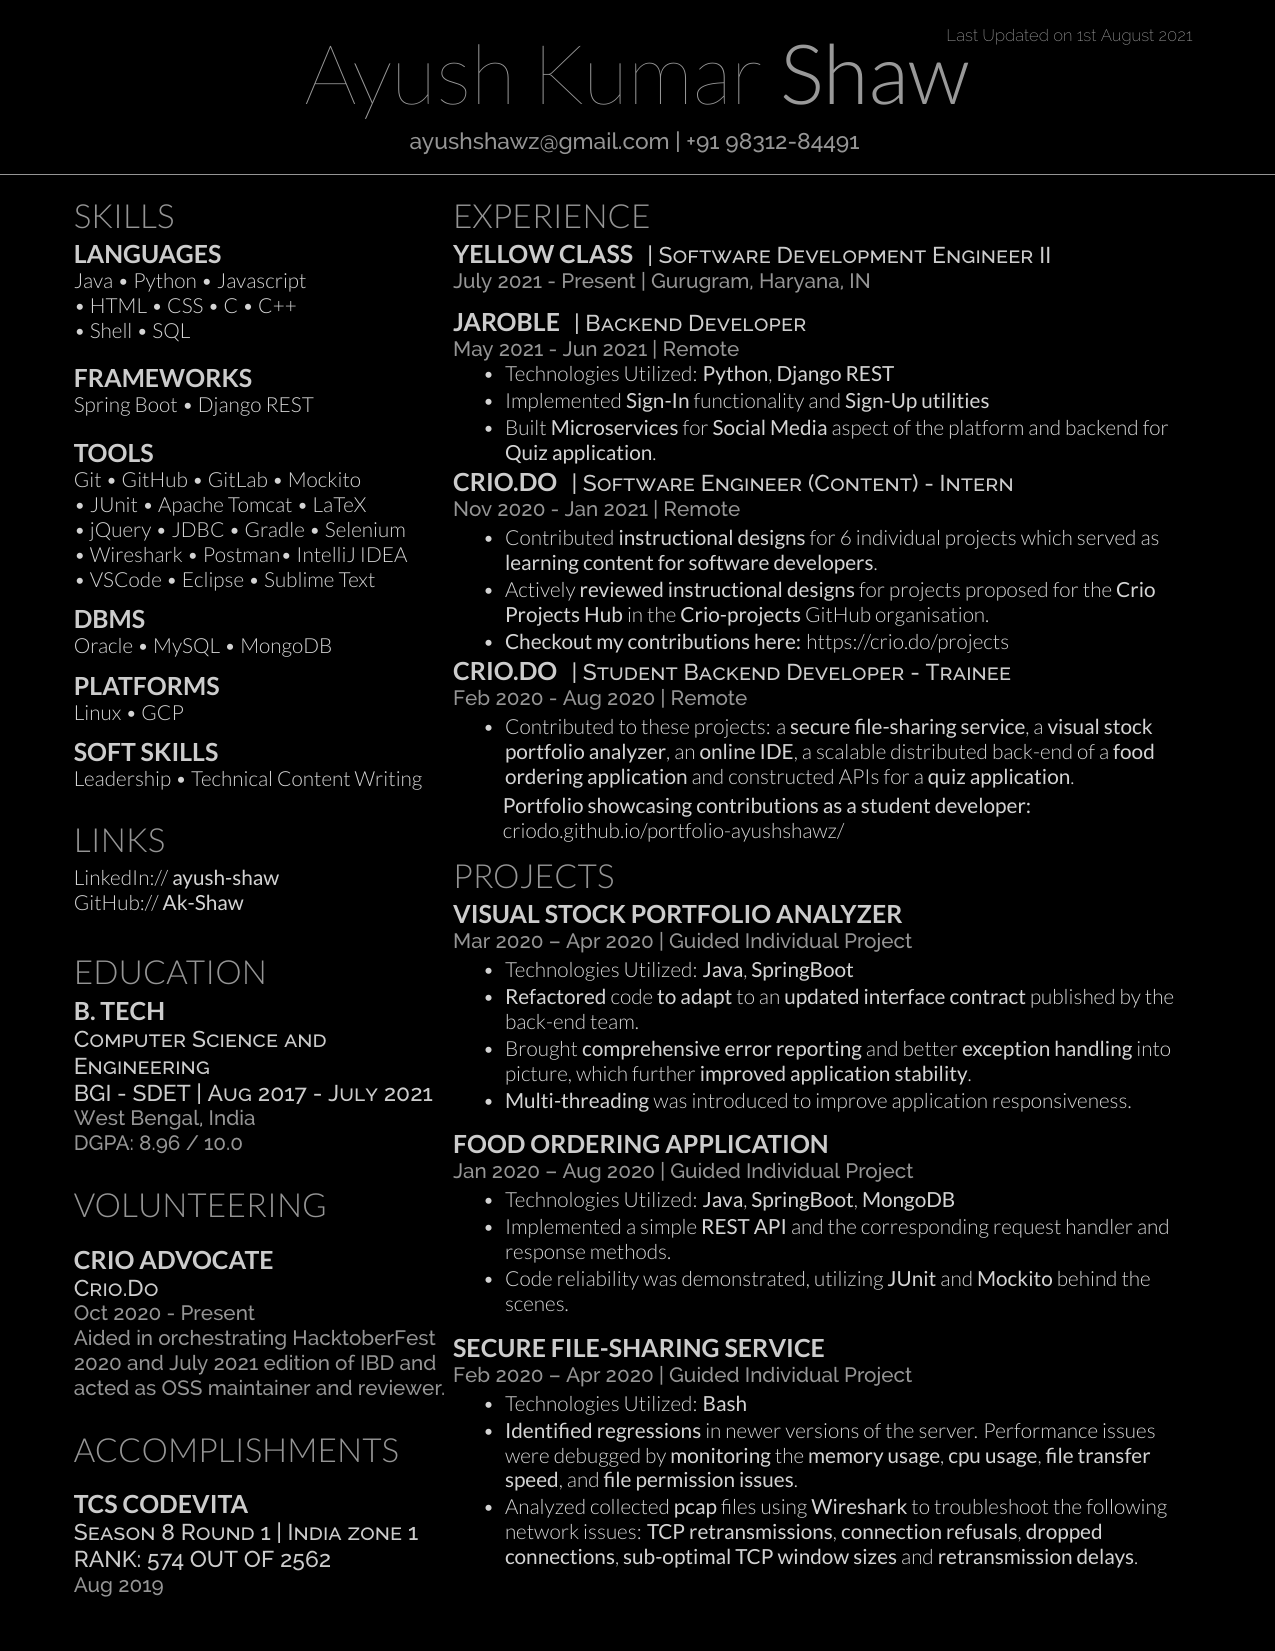 Last Updated on 1st August 2021
Ayush Kumar Shaw
ayushshawz@gmail.com | +91 98312-84491
SKILLS
LANGUAGES
Java • Python • Javascript
• HTML • CSS • C • C++
• Shell • SQL
FRAMEWORKS
Spring Boot • Django REST
TOOLS
Git • GitHub • GitLab • Mockito
• JUnit • Apache Tomcat • LaTeX
• jQuery • JDBC • Gradle • Selenium
• Wireshark • Postman• IntelliJ IDEA
• VSCode • Eclipse • Sublime Text
DBMS
Oracle • MySQL • MongoDB
PLATFORMS
Linux • GCP
SOFT SKILLS
Leadership • Technical Content Writing
LINKS
LinkedIn:// ayush-shaw
GitHub:// Ak-Shaw
EDUCATION
B. TECH
Computer Science and
Engineering
BGI - SDET | Aug 2017 - July 2021
West Bengal, India
DGPA: 8.96 / 10.0
VOLUNTEERING
CRIO ADVOCATE
Crio.Do
Oct 2020 - Present
Aided in orchestrating HacktoberFest
2020 and July 2021 edition of IBD and
acted as OSS maintainer and reviewer.
ACCOMPLISHMENTS
TCS CODEVITA
Season 8 Round 1 | India zone 1
RANK: 574 OUT OF 2562
Aug 2019
EXPERIENCE
YELLOW CLASS | Software Development Engineer II
July 2021 - Present | Gurugram, Haryana, IN
JAROBLE | Backend Developer
May 2021 - Jun 2021 | Remote
• Technologies Utilized: Python, Django REST
• Implemented Sign-In functionality and Sign-Up utilities
• Built Microservices for Social Media aspect of the platform and backend for
Quiz application.
CRIO.DO | Software Engineer (Content) - Intern
Nov 2020 - Jan 2021 | Remote
• Contributed instructional designs for 6 individual projects which served as
learning content for software developers.
• Actively reviewed instructional designs for projects proposed for the Crio
Projects Hub in the Crio-projects GitHub organisation.
• Checkout my contributions here: https://crio.do/projects
CRIO.DO | Student Backend Developer - Trainee
Feb 2020 - Aug 2020 | Remote
• Contributed to these projects: a secure file-sharing service, a visual stock
portfolio analyzer, an online IDE, a scalable distributed back-end of a food
ordering application and constructed APIs for a quiz application.
Portfolio showcasing contributions as a student developer:
criodo.github.io/portfolio-ayushshawz/
PROJECTS
VISUAL STOCK PORTFOLIO ANALYZER
Mar 2020 – Apr 2020 | Guided Individual Project
• Technologies Utilized: Java, SpringBoot
• Refactored code to adapt to an updated interface contract published by the
back-end team.
• Brought comprehensive error reporting and better exception handling into
picture, which further improved application stability.
• Multi-threading was introduced to improve application responsiveness.
FOOD ORDERING APPLICATION
Jan 2020 – Aug 2020 | Guided Individual Project
• Technologies Utilized: Java, SpringBoot, MongoDB
• Implemented a simple REST API and the corresponding request handler and
response methods.
• Code reliability was demonstrated, utilizing JUnit and Mockito behind the
scenes.
SECURE FILE-SHARING SERVICE
Feb 2020 – Apr 2020 | Guided Individual Project
• Technologies Utilized: Bash
• Identified regressions in newer versions of the server. Performance issues
were debugged by monitoring the memory usage, cpu usage, file transfer
speed, and file permission issues.
• Analyzed collected pcap files using Wireshark to troubleshoot the following
network issues: TCP retransmissions, connection refusals, dropped
connections, sub-optimal TCP window sizes and retransmission delays.